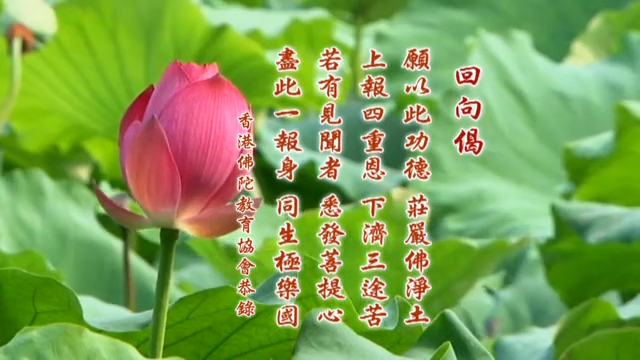 回向偈
願以此功德 莊嚴佛淨土
上報四重恩 下濟三途苦
若有見聞者 悉發菩提心
盡此一報身 同生極樂國
香港佛陀教育協會恭錄